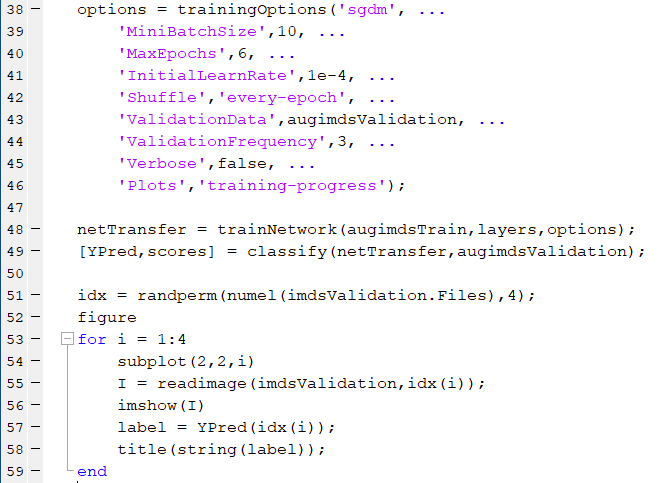 38 — options = trainingOptions('sgdm', ...
39 'MiniBatchSize',10, ...
40 'MaxEpochs',6, ...
41 'InitialLearnRate',1e-4, ...
42 'Shuffle','every-epoch', ...
43 'ValidationData',augimdsValidation, ...
44 'ValidationFrequency',3, ...
45 'Verbose',false, ...
46 'Plots','training-progress');
47
48 — netTransfer = trainNetwork(augimdsTrain,layers,options);
49 — [YPred,scores] = classify(netTransfer,augimdsValidation);
50
51 — idx = randperm(numel(imdsValidation.Files),4);
52 — figure
53 — for i = 1:4
54 — subplot(2,2,i)
55 — I = readimage(imdsValidation,idx(i));
56 — imshow(I)
57 — label = YPred(idx(i));
58 — title(string(label));
59 — end